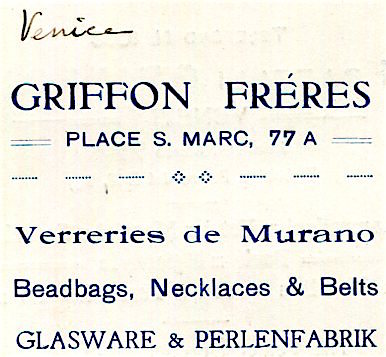 Venice
GRIFFON FRÉRES
PLACE S. MARC, 77 A
Verreries de Murano
Beadbags, Necklaces & Belts
GLASWARE & PERLENFABRIK